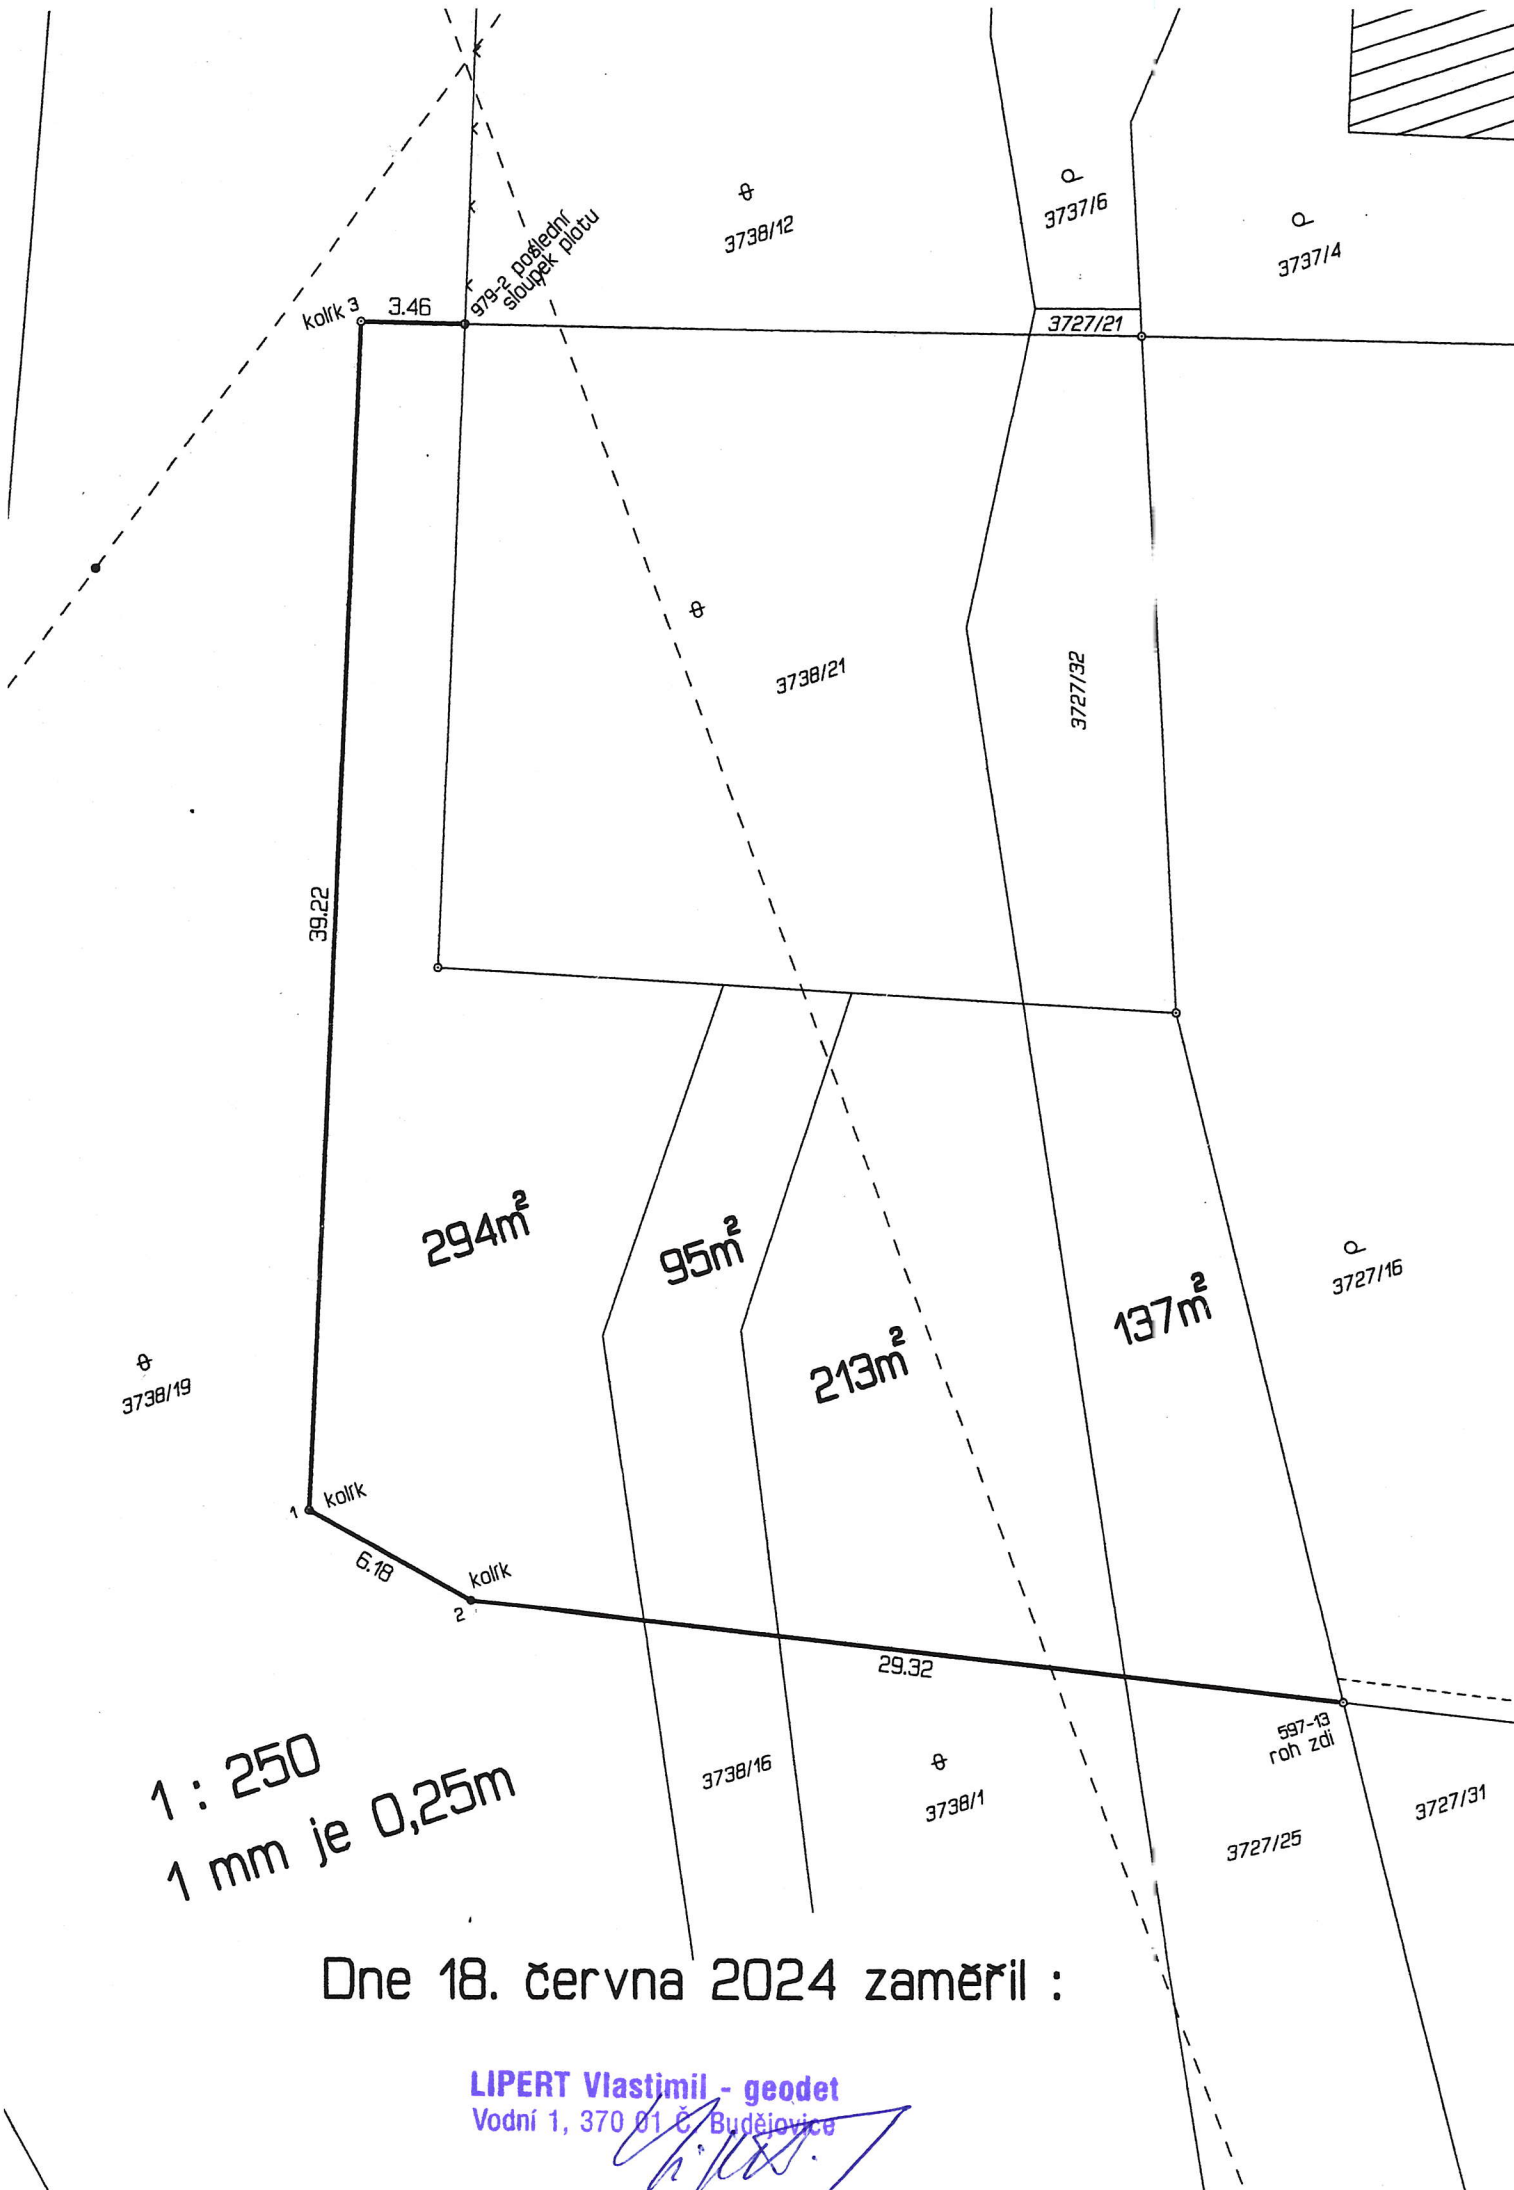 3738/12
3737/6
3737/4
979-2 poslední
sloupek plotu
kolík 3
3.46
3727/21
3738/21
3727/32
39.22
294m²
95m²
213m²
137m²
3727/16
3738/19
1 kolík
6.18
kolík
2
29.32
597-13
roh zdi
3738/16
3738/1
3727/25
3727/31
1 : 250
1 mm je 0,25m
Dne 18. června 2024 zaměřil :
LIPERT Vlastimil - geodet
Vodní 1, 370 01 Č. Budějovice